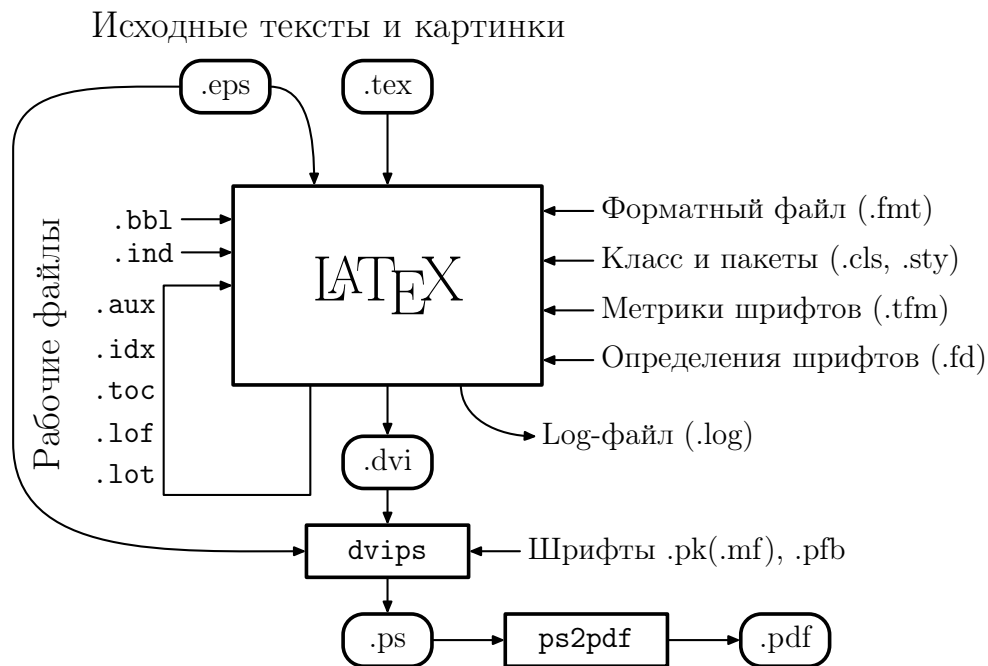 Исходные тексты и картинки
.eps
.tex
Рабочие файлы
.bbl
.ind
.aux
.idx
.toc
.lof
.lot
LATEX
Форматный файл (.fmt)
Класс и пакеты (.cls, .sty)
Метрики шрифтов (.tfm)
Определения шрифтов (.fd)
Log-файл (.log)
.dvi
dvips
Шрифты .pk(.mf), .pfb
.ps
ps2pdf
.pdf